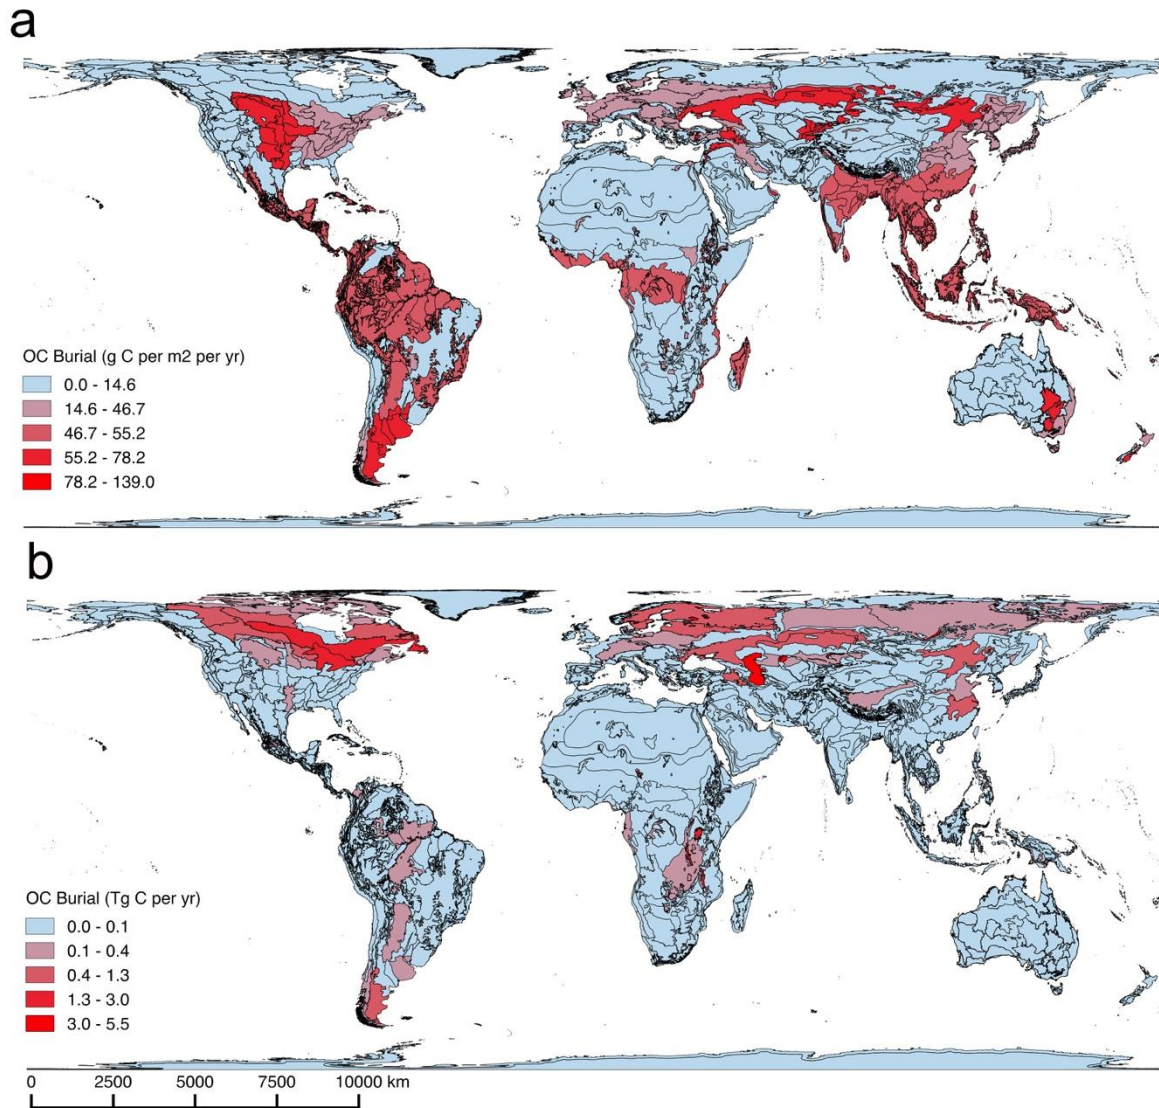 a
OC Burial (g C per m2 per yr)
0.0 - 14.6
14.6 - 46.7
46.7 - 55.2
55.2 - 78.2
78.2 - 139.0
b
OC Burial (Tg C per yr)
0.0 - 0.1
0.1 - 0.4
0.4 - 1.3
1.3 - 3.0
3.0 - 5.5
0 2500 5000 7500 10000 km